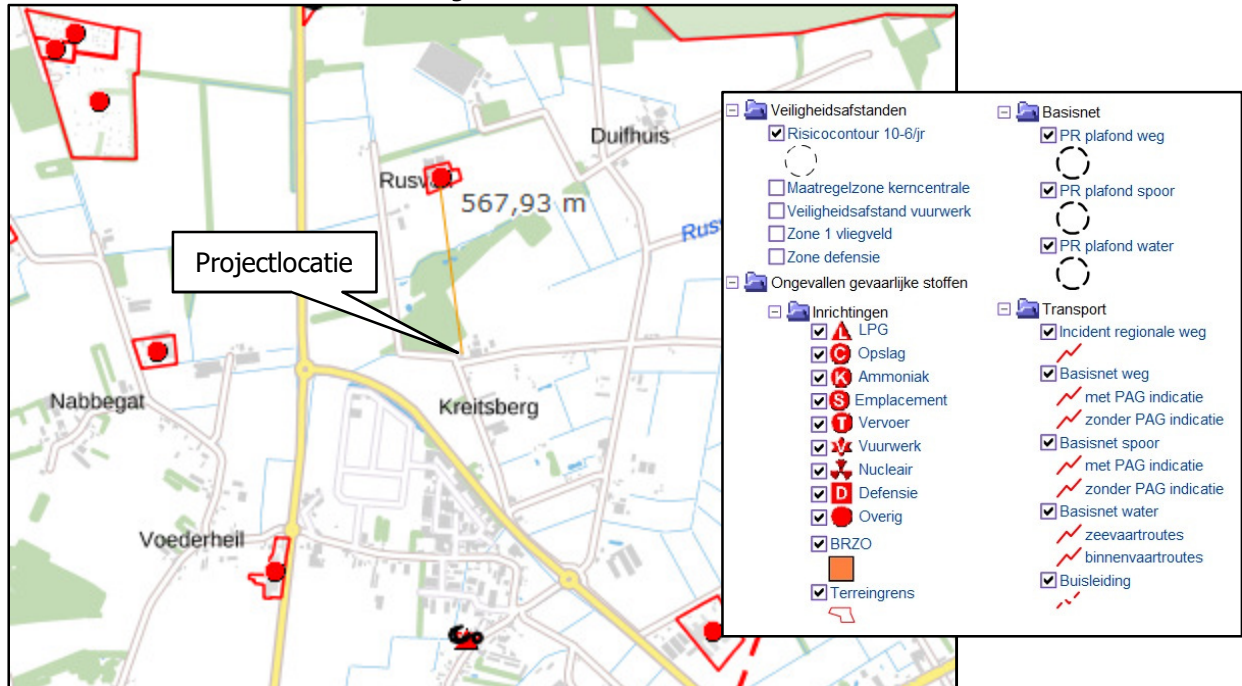 Duifhuis
567,93 m
Projectlocatie
Nabbegat
Kreitsberg
Voederheil
Veiligheidsafstanden
Risicocontour 10-6/jr
Maatregelzone kerncentrale
Veiligheidsafstand vuurwerk
Zone 1 vliegveld
Zone defensie
Ongevallen gevaarlijke stoffen
Inrichtingen
L LPG
C Opslag
K Ammoniak
S Emplacement
T Vervoer
V Vuurwerk
Nucleair
D Defensie
Overig
BRZO
Terreingrens
Basisnet
PR plafond weg
PR plafond spoor
PR plafond water
Transport
Incident regionale weg
Basisnet weg
met PAG indicatie
zonder PAG indicatie
Basisnet spoor
met PAG indicatie
zonder PAG indicatie
Basisnet water
zeevaartroutes
binnenvaartroutes
Buisleiding